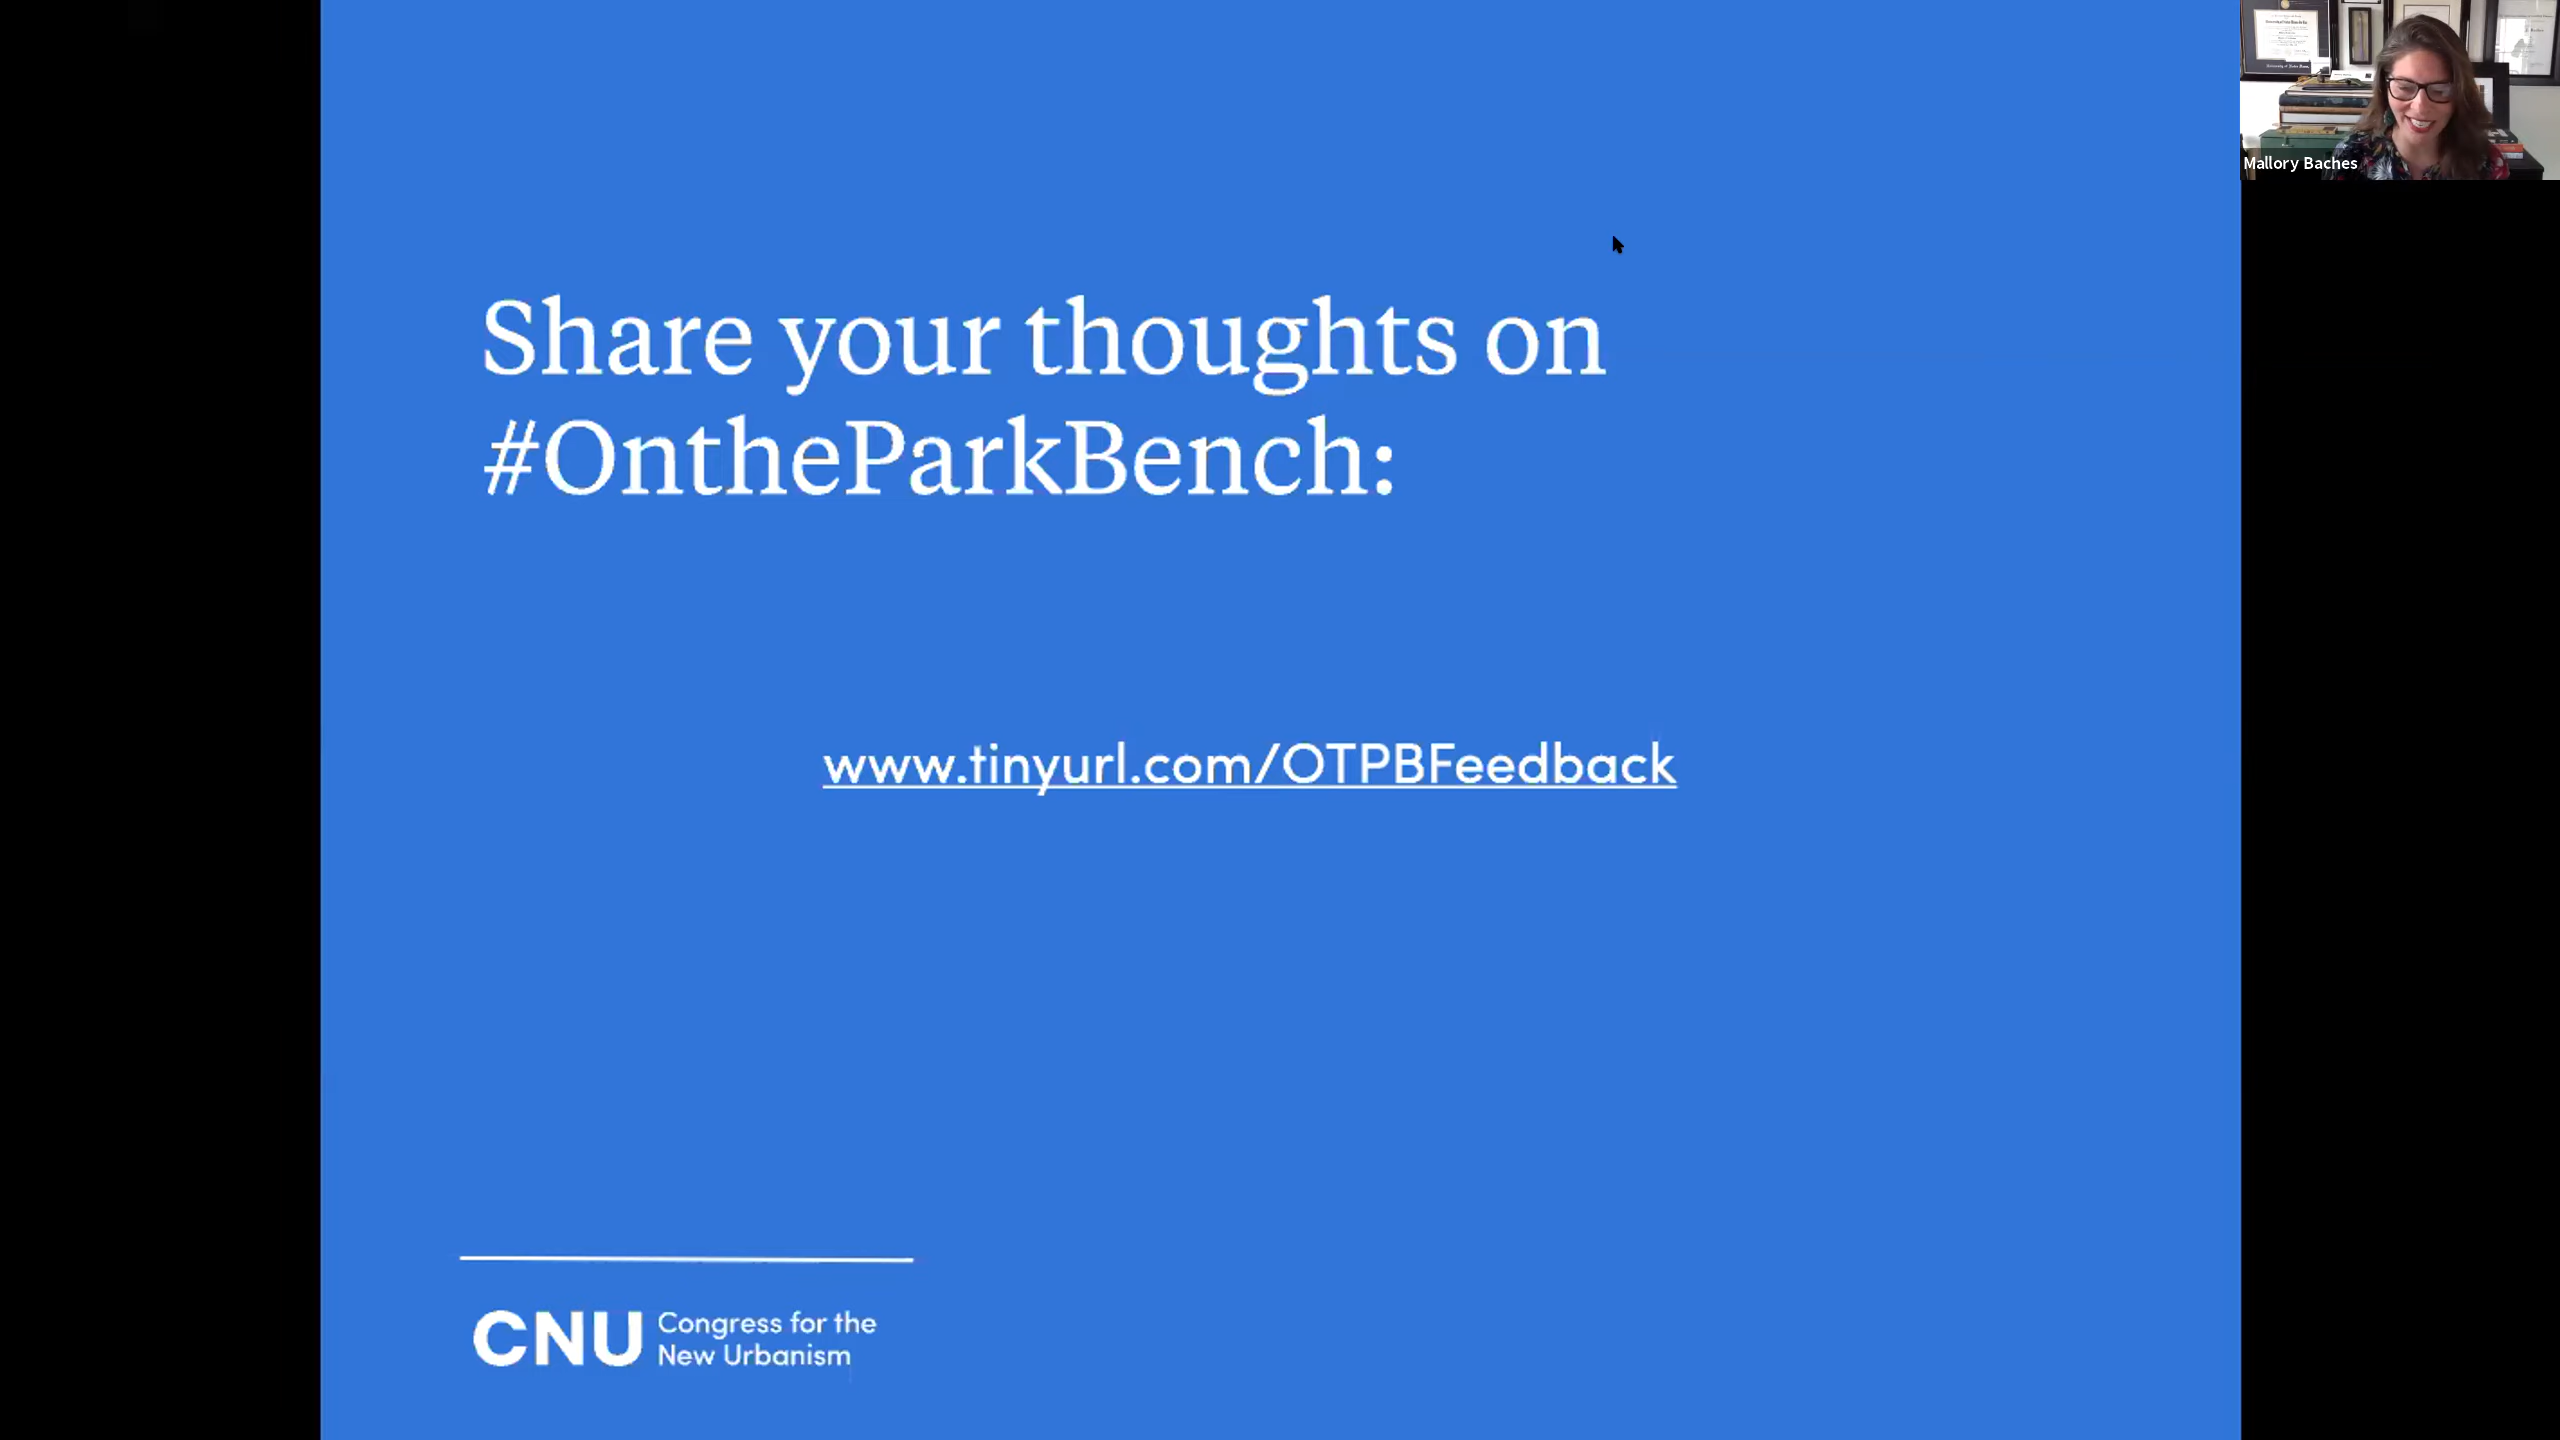 Mallory Baches
Share your thoughts on
#OntheParkBench:
www.tinyurl.com/OTPBFeedback
CNU
Congress for the
New Urbanism